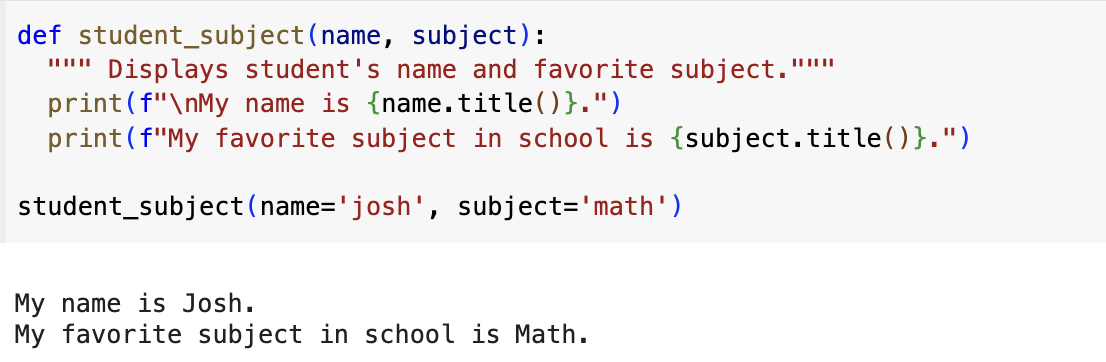 def student_subject(name, subject):
  """ Displays student's name and favorite subject."""
  print(f"\nMy name is {name.title()}.")
  print(f"My favorite subject in school is {subject.title()}.")
student_subject(name='josh', subject='math')
My name is Josh.
My favorite subject in school is Math.